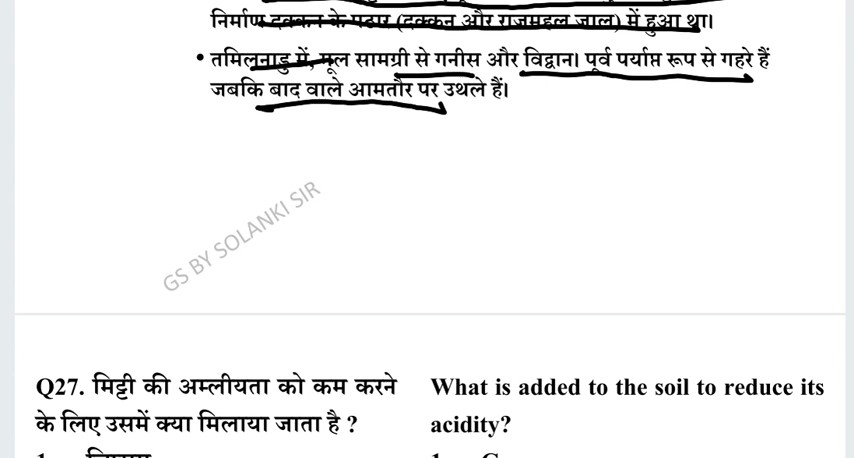 निर्माण दक्कन के पठार (दक्कन और राजमहल जाल) में हुआ था।
• तमिलनाडु में, मूल सामग्री से गनीस और विद्वान। पूर्व पर्याप्त रूप से गहरे हैं
जबकि बाद वाले आमतौर पर उथले हैं।
GS BY SOLANKI SIR
Q27. मिट्टी की अम्लीयता को कम करने
के लिए उसमें क्या मिलाया जाता है ?
What is added to the soil to reduce its
acidity?